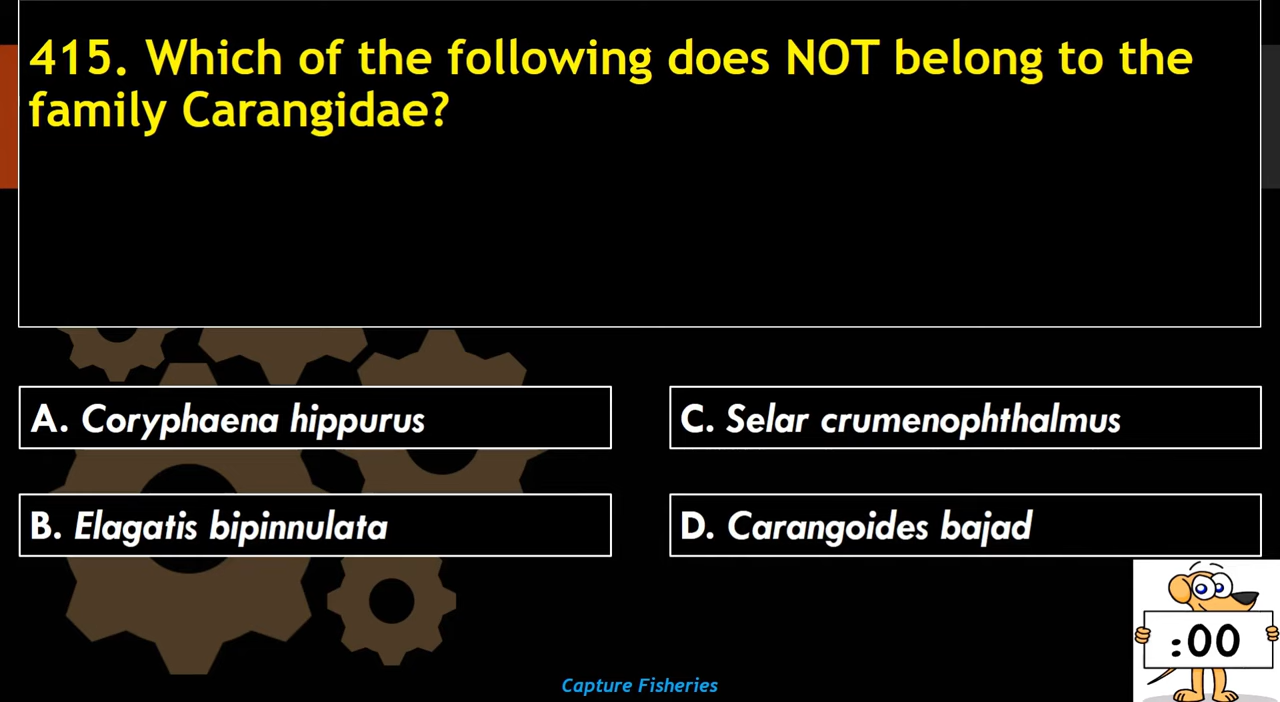 415. Which of the following does NOT belong to the
family Carangidae?
A. Coryphaena hippurus
C. Selar crumenophthalmus
B. Elagatis bipinnulata
D. Carangoides bajad
:00
Capture Fisheries